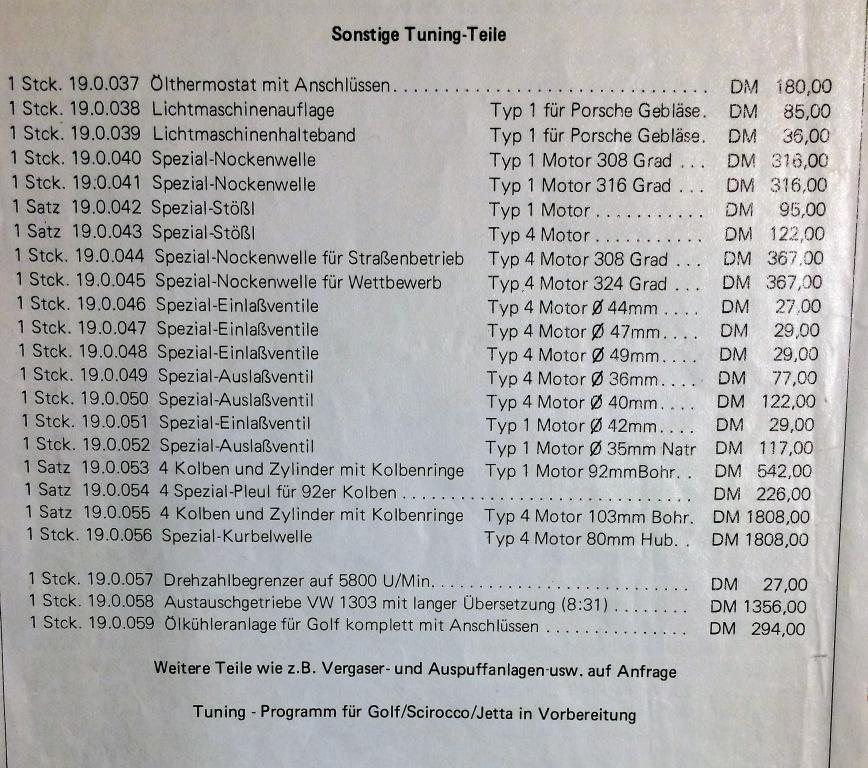 Sonstige Tuning-Teile
1 Stck. 19.0.037 Ölthermostat mit Anschlüssen................................ DM 180,00
1 Stck. 19.0.038 Lichtmaschinenauflage Typ 1 für Porsche Gebläse. DM 85,00
1 Stck. 19.0.039 Lichtmaschinenhalteband Typ 1 für Porsche Gebläse. DM 36,00
1 Stck. 19.0.040 Spezial-Nockenwelle Typ 1 Motor 308 Grad ... DM 316,00
1 Stck. 19.0.041 Spezial-Nockenwelle Typ 1 Motor 316 Grad ... DM 316,00
1 Satz 19.0.042 Spezial-Stößl Typ 1 Motor ........... DM 95,00
1 Satz 19.0.043 Spezial-Stößl Typ 4 Motor ........... DM 122,00
1 Stck. 19.0.044 Spezial-Nockenwelle für Straßenbetrieb Typ 4 Motor 308 Grad ... DM 367,00
1 Stck. 19.0.045 Spezial-Nockenwelle für Wettbewerb Typ 4 Motor 324 Grad ... DM 367,00
1 Stck. 19.0.046 Spezial-Einlaßventile Typ 4 Motor Ø 44mm .... DM 27,00
1 Stck. 19.0.047 Spezial-Einlaßventile Typ 4 Motor Ø 47mm.... DM 29,00
1 Stck. 19.0.048 Spezial-Einlaßventile Typ 4 Motor Ø 49mm.... DM 29,00
1 Stck. 19.0.049 Spezial-Auslaßventil Typ 4 Motor Ø 36mm.... DM 77,00
1 Stck. 19.0.050 Spezial-Auslaßventil Typ 4 Motor Ø 40mm.... DM 122,00
1 Stck. 19.0.051 Spezial-Einlaßventil Typ 1 Motor Ø 42mm.... DM 29,00
1 Stck. 19.0.052 Spezial-Auslaßventil Typ 1 Motor Ø 35mm Natr DM 117,00
1 Satz 19.0.053 4 Kolben und Zylinder mit Kolbenringe Typ 1 Motor 92mmBohr. . DM 542,00
1 Satz 19.0.054 4 Spezial-Pleul für 92er Kolben ............................. DM 226,00
1 Satz 19.0.055 4 Kolben und Zylinder mit Kolbenringe Typ 4 Motor 103mm Bohr. DM 1808,00
1 Stck. 19.0.056 Spezial-Kurbelwelle Typ 4 Motor 80mm Hub. . DM 1808,00
1 Stck. 19.0.057 Drehzahlbegrenzer auf 5800 U/Min.......................... DM 27,00
1 Stck. 19.0.058 Austauschgetriebe VW 1303 mit langer Übersetzung (8:31) ........ DM 1356,00
1 Stck. 19.0.059 Ölkühleranlage für Golf komplett mit Anschlüssen ............... DM 294,00
Weitere Teile wie z.B. Vergaser- und Auspuffanlagen usw. auf Anfrage
Tuning - Programm für Golf/Scirocco/Jetta in Vorbereitung